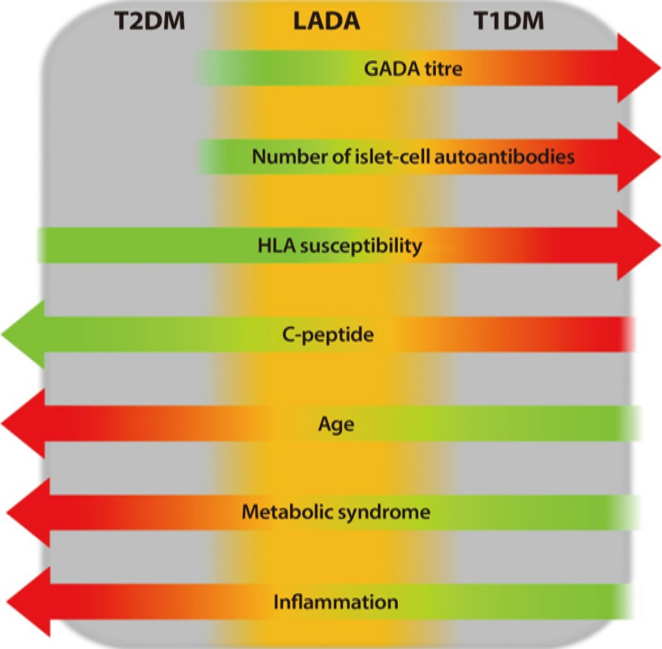 T2DM LADA T1DM
GADA titre
Number of islet-cell autoantibodies
HLA susceptibility
C-peptide
Age
Metabolic syndrome
Inflammation